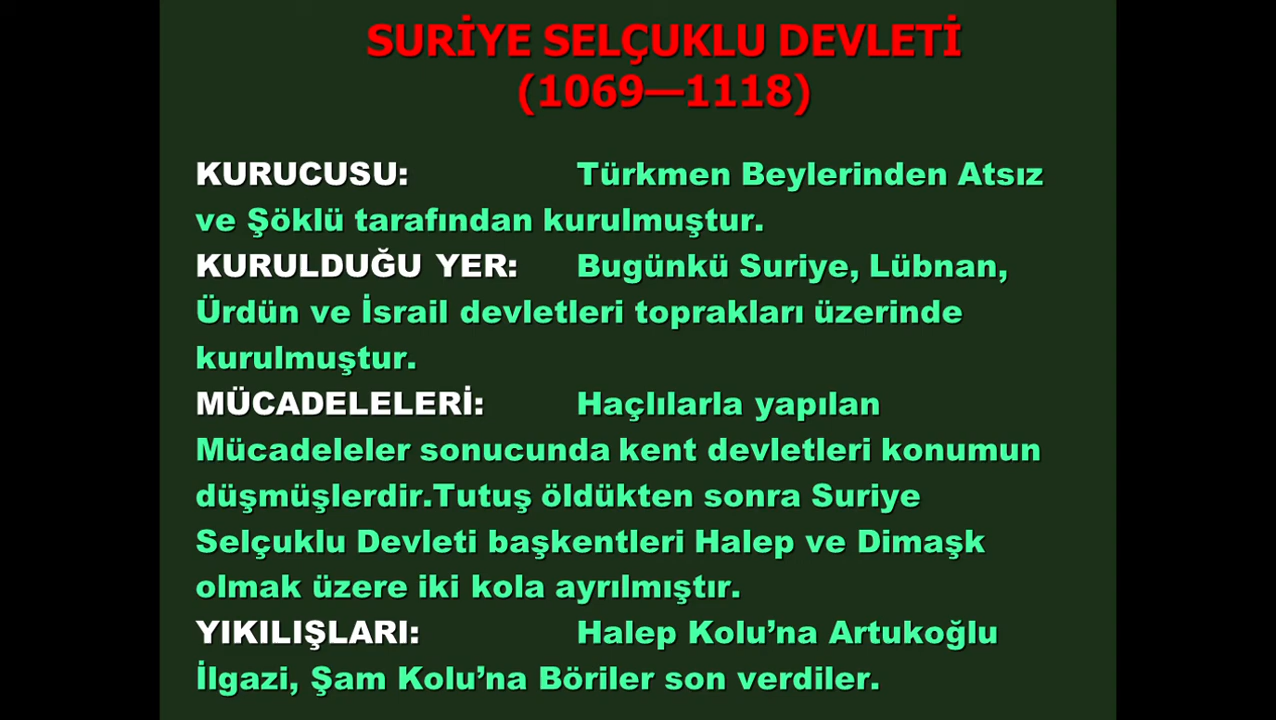 SURİYE SELÇUKLU DEVLETİ
(1069—1118)
KURUCUSU: Türkmen Beylerinden Atsız
ve Şöklü tarafından kurulmuştur.
KURULDUĞU YER: Bugünkü Suriye, Lübnan,
Ürdün ve İsrail devletleri toprakları üzerinde
kurulmuştur.
MÜCADELELERİ: Haçlılarla yapılan
Mücadeleler sonucunda kent devletleri konumun
düşmüşlerdir.Tutuş öldükten sonra Suriye
Selçuklu Devleti başkentleri Halep ve Dimaşk
olmak üzere iki kola ayrılmıştır.
YIKILIŞLARI: Halep Kolu’na Artukoğlu
İlgazi, Şam Kolu’na Böriler son verdiler.